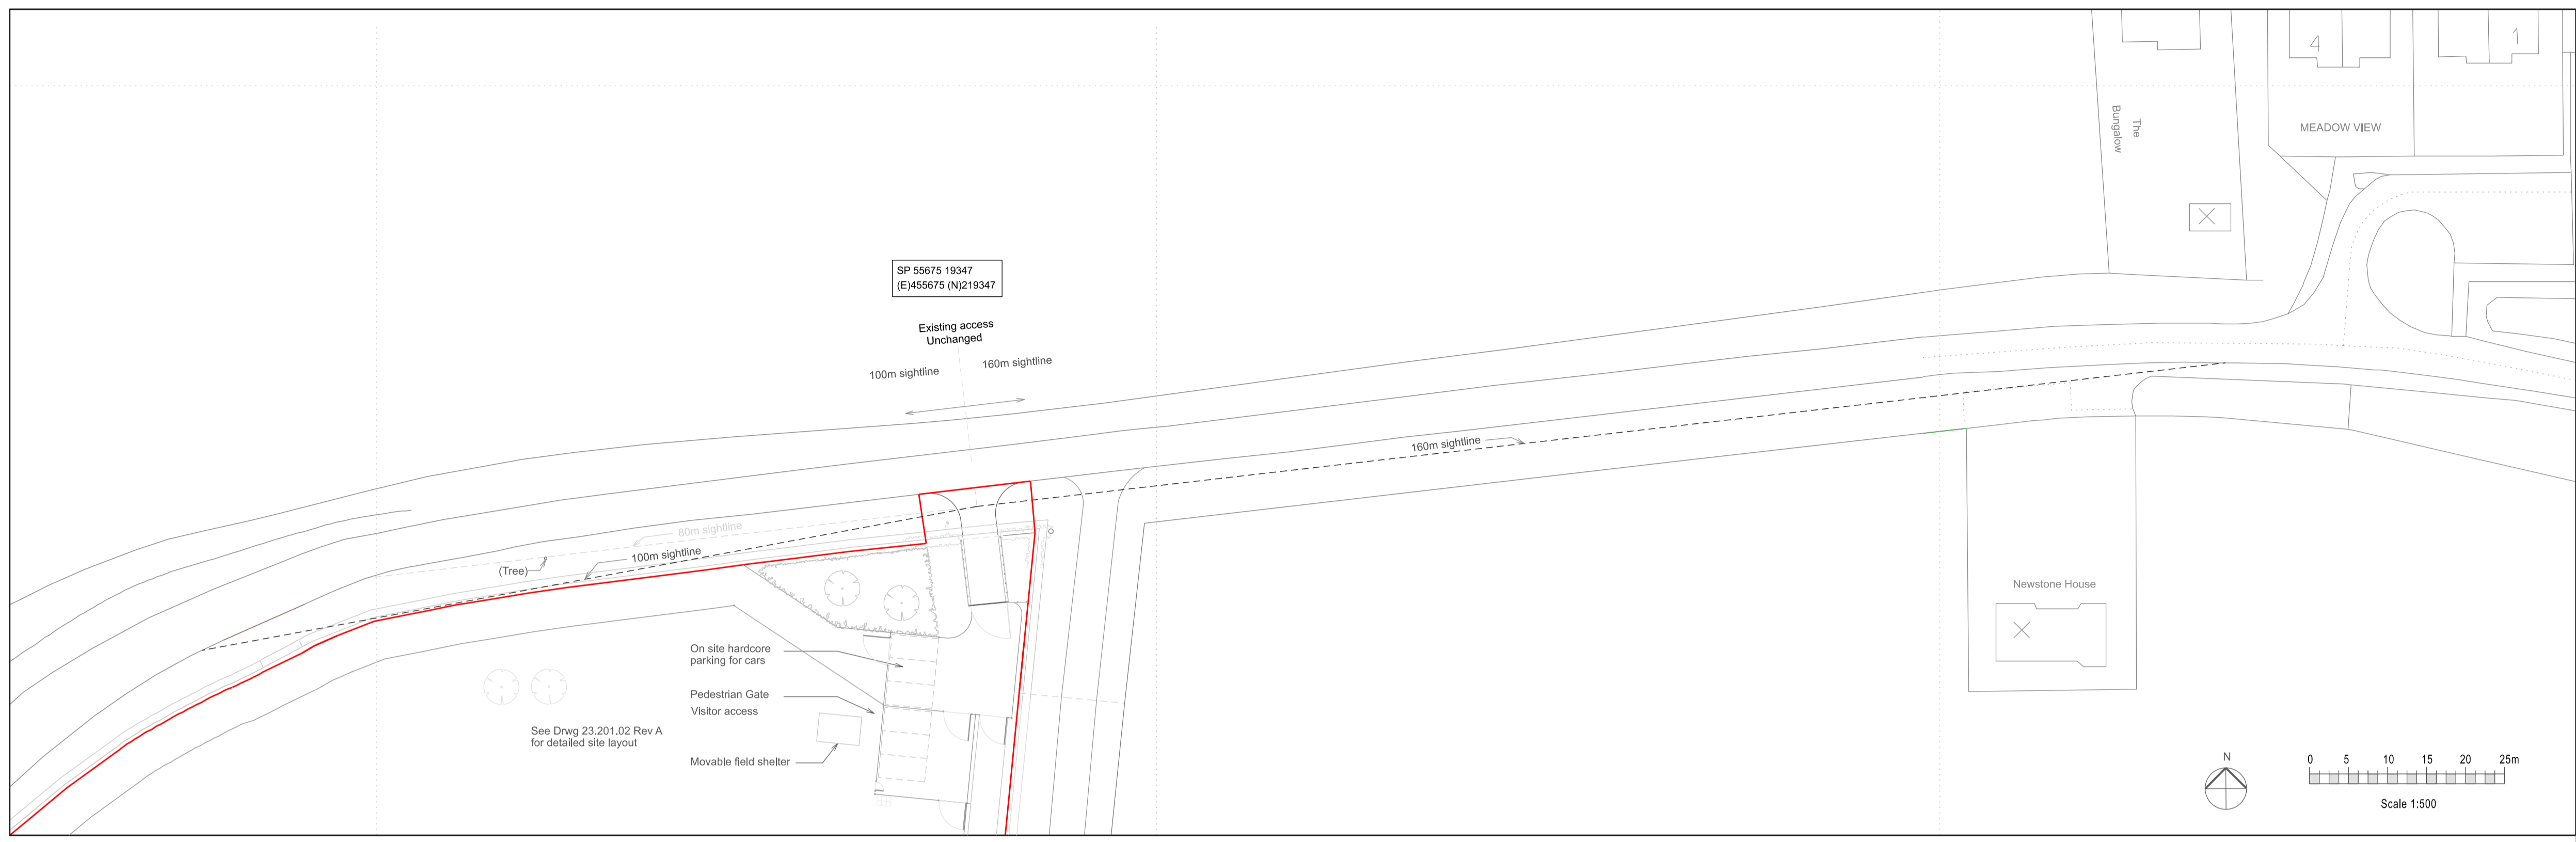 4
1
The
Bungalow
MEADOW VIEW
SP 55675 19347
(E)455675 (N)219347
Existing access
Unchanged
100m sightline
160m sightline
160m sightline
80m sightline
100m sightline
(Tree)
Newstone House
On site hardcore
parking for cars
Pedestrian Gate
Visitor access
See Drwg 23.201.02 Rev A
for detailed site layout
Movable field shelter
N
0 5 10 15 20 25m
Scale 1:500